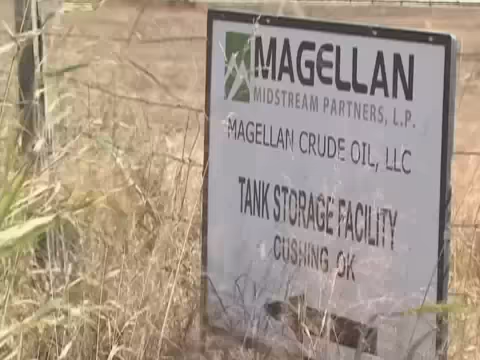 MAGELLAN
MIDSTREAM PARTNERS, L.P.
MAGELLAN CRUDE OIL, LLC
TANK STORAGE FACILITY
CUSHING, OK